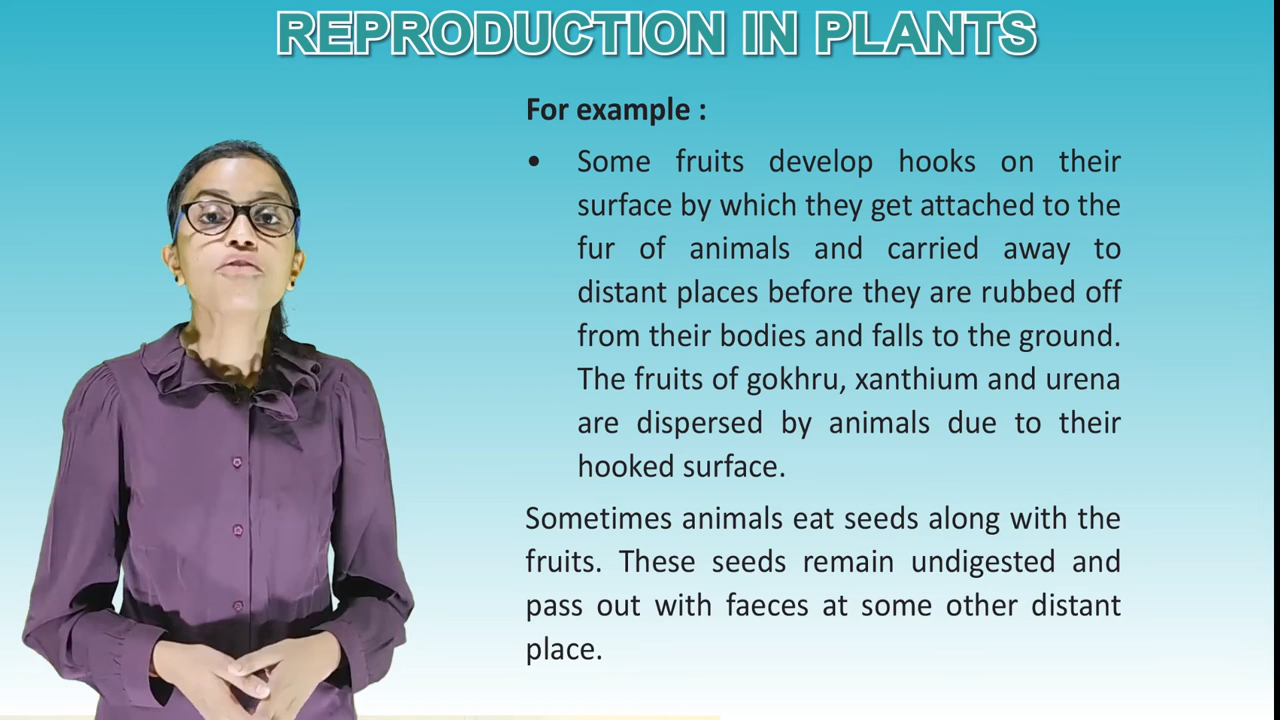 REPRODUCTION IN PLANTS
For example :
• Some fruits develop hooks on their
surface by which they get attached to the
fur of animals and carried away to
distant places before they are rubbed off
from their bodies and falls to the ground.
The fruits of gokhru, xanthium and urena
are dispersed by animals due to their
hooked surface.
Sometimes animals eat seeds along with the
fruits. These seeds remain undigested and
pass out with faeces at some other distant
place.